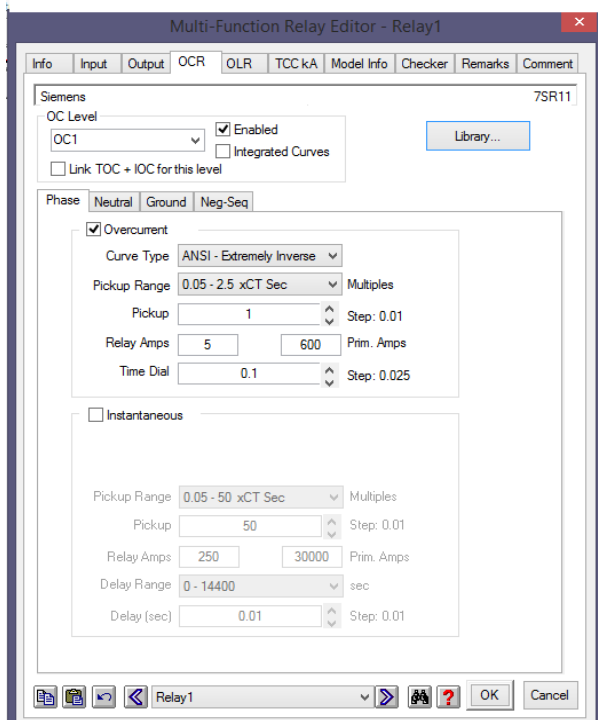 Multi-Function Relay Editor - Relay1
Info Input Output OCR OLR TCC kA Model Info Checker Remarks Comment
Siemens 7SR11
OC Level
OC1 Enabled Library...
Integrated Curves
Link TOC + IOC for this level
Phase Neutral Ground Neg-Seq
Overcurrent
Curve Type ANSI - Extremely Inverse
Pickup Range 0.05 - 2.5 xCT Sec Multiples
Pickup 1 Step: 0.01
Relay Amps 5 600 Prim. Amps
Time Dial 0.1 Step: 0.025
Instantaneous
Pickup Range 0.05 - 50 xCT Sec Multiples
Pickup 50 Step: 0.01
Relay Amps 250 30000 Prim. Amps
Delay Range 0 - 14400 sec
Delay (sec) 0.01 Step: 0.01
Relay1 ? OK Cancel